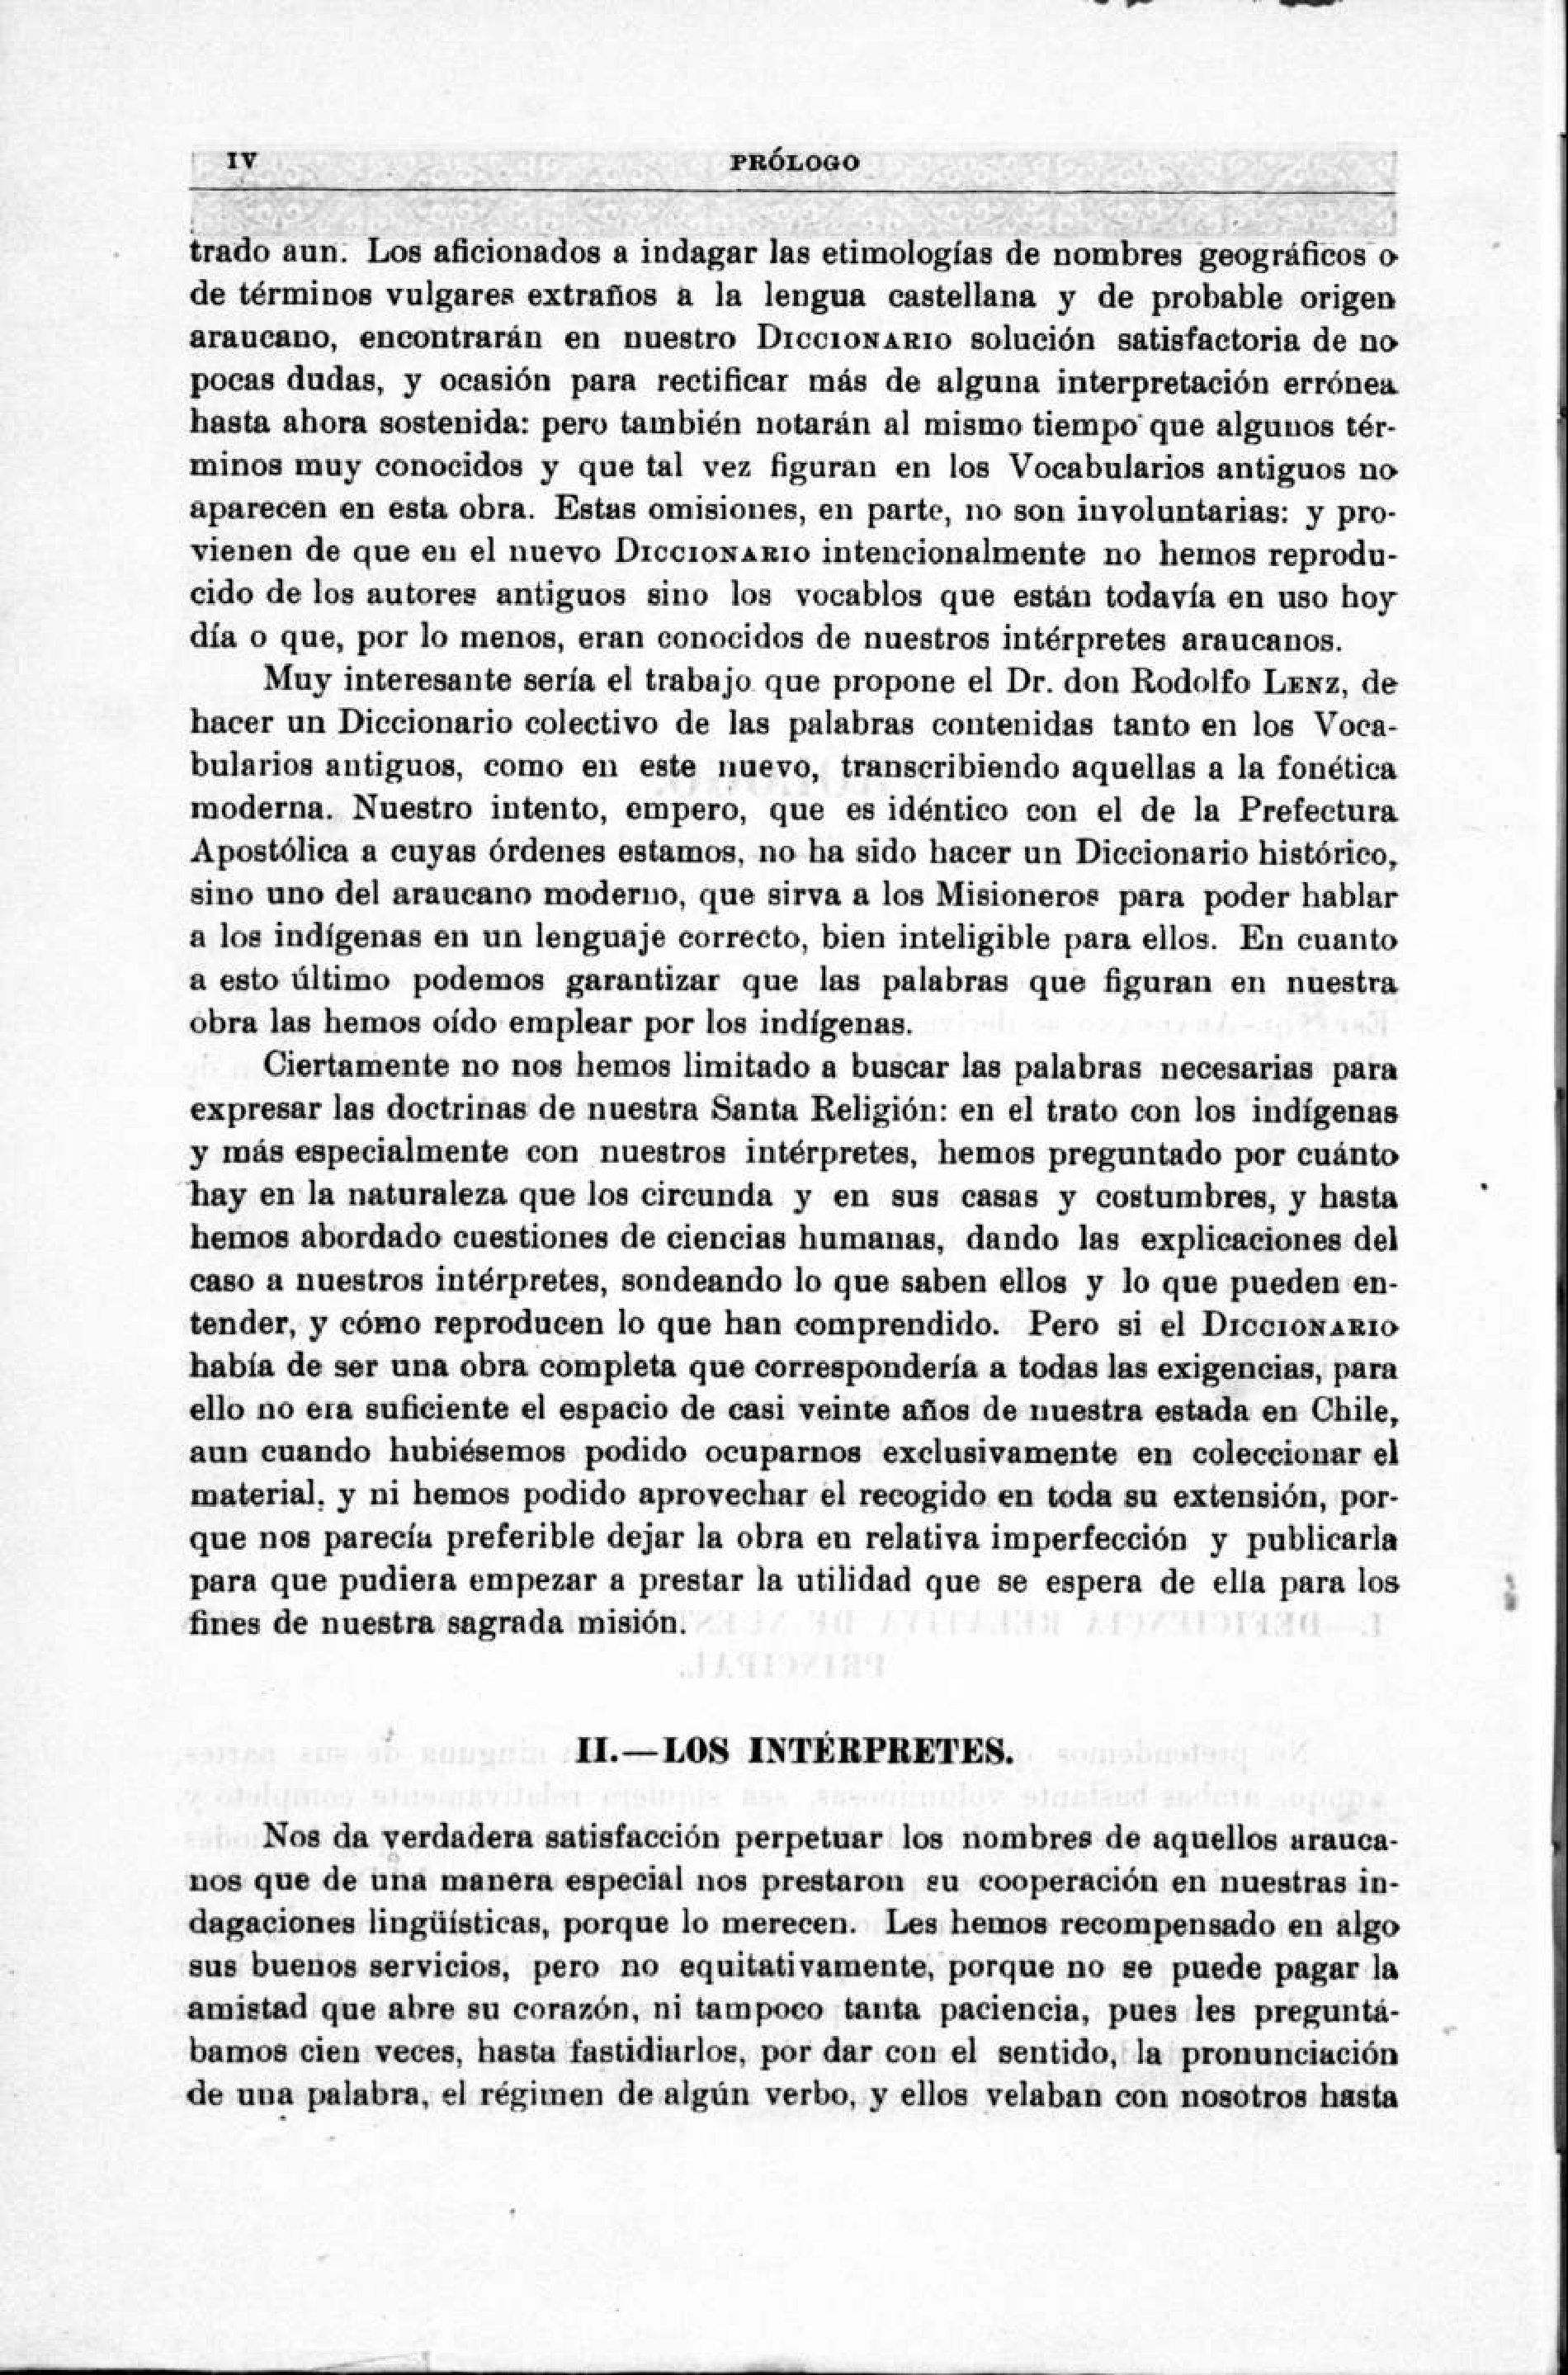 IV PRÓLOGO
trado aun. Los aficionados a indagar las etimologías de nombres geográficos o
de términos vulgares extraños a la lengua castellana y de probable origen
araucano, encontrarán en nuestro DICCIONARIO solución satisfactoria de no
pocas dudas, y ocasión para rectificar más de alguna interpretación errónea
hasta ahora sostenida: pero también notarán al mismo tiempo que algunos tér-
minos muy conocidos y que tal vez figuran en los Vocabularios antiguos no
aparecen en esta obra. Estas omisiones, en parte, no son involuntarias: y pro-
vienen de que en el nuevo DICCIONARIO intencionalmente no hemos reprodu-
cido de los autores antiguos sino los vocablos que están todavía en uso hoy
día o que, por lo menos, eran conocidos de nuestros intérpretes araucanos.
Muy interesante sería el trabajo que propone el Dr. don Rodolfo LENZ, de
hacer un Diccionario colectivo de las palabras contenidas tanto en los Voca-
bularios antiguos, como en este nuevo, transcribiendo aquellas a la fonética
moderna. Nuestro intento, empero, que es idéntico con el de la Prefectura
Apostólica a cuyas órdenes estamos, no ha sido hacer un Diccionario histórico,
sino uno del araucano moderno, que sirva a los Misioneros para poder hablar
a los indígenas en un lenguaje correcto, bien inteligible para ellos. En cuanto
a esto último podemos garantizar que las palabras que figuran en nuestra
obra las hemos oído emplear por los indígenas.
Ciertamente no nos hemos limitado a buscar las palabras necesarias para
expresar las doctrinas de nuestra Santa Religión: en el trato con los indígenas
y más especialmente con nuestros intérpretes, hemos preguntado por cuánto
hay en la naturaleza que los circunda y en sus casas y costumbres, y hasta
hemos abordado cuestiones de ciencias humanas, dando las explicaciones del
caso a nuestros intérpretes, sondeando lo que saben ellos y lo que pueden en-
tender, y cómo reproducen lo que han comprendido. Pero si el DICCIONARIO
había de ser una obra completa que correspondería a todas las exigencias, para
ello no era suficiente el espacio de casi veinte años de nuestra estada en Chile,
aun cuando hubiésemos podido ocuparnos exclusivamente en coleccionar el
material, y ni hemos podido aprovechar el recogido en toda su extensión, por-
que nos parecía preferible dejar la obra en relativa imperfección y publicarla
para que pudiera empezar a prestar la utilidad que se espera de ella para los
fines de nuestra sagrada misión.
II.—LOS INTÉRPRETES.
Nos da verdadera satisfacción perpetuar los nombres de aquellos arauca-
nos que de una manera especial nos prestaron su cooperación en nuestras in-
dagaciones lingüísticas, porque lo merecen. Les hemos recompensado en algo
sus buenos servicios, pero no equitativamente, porque no se puede pagar la
amistad que abre su corazón, ni tampoco tanta paciencia, pues les preguntá-
bamos cien veces, hasta fastidiarlos, por dar con el sentido, la pronunciación
de una palabra, el régimen de algún verbo, y ellos velaban con nosotros hasta